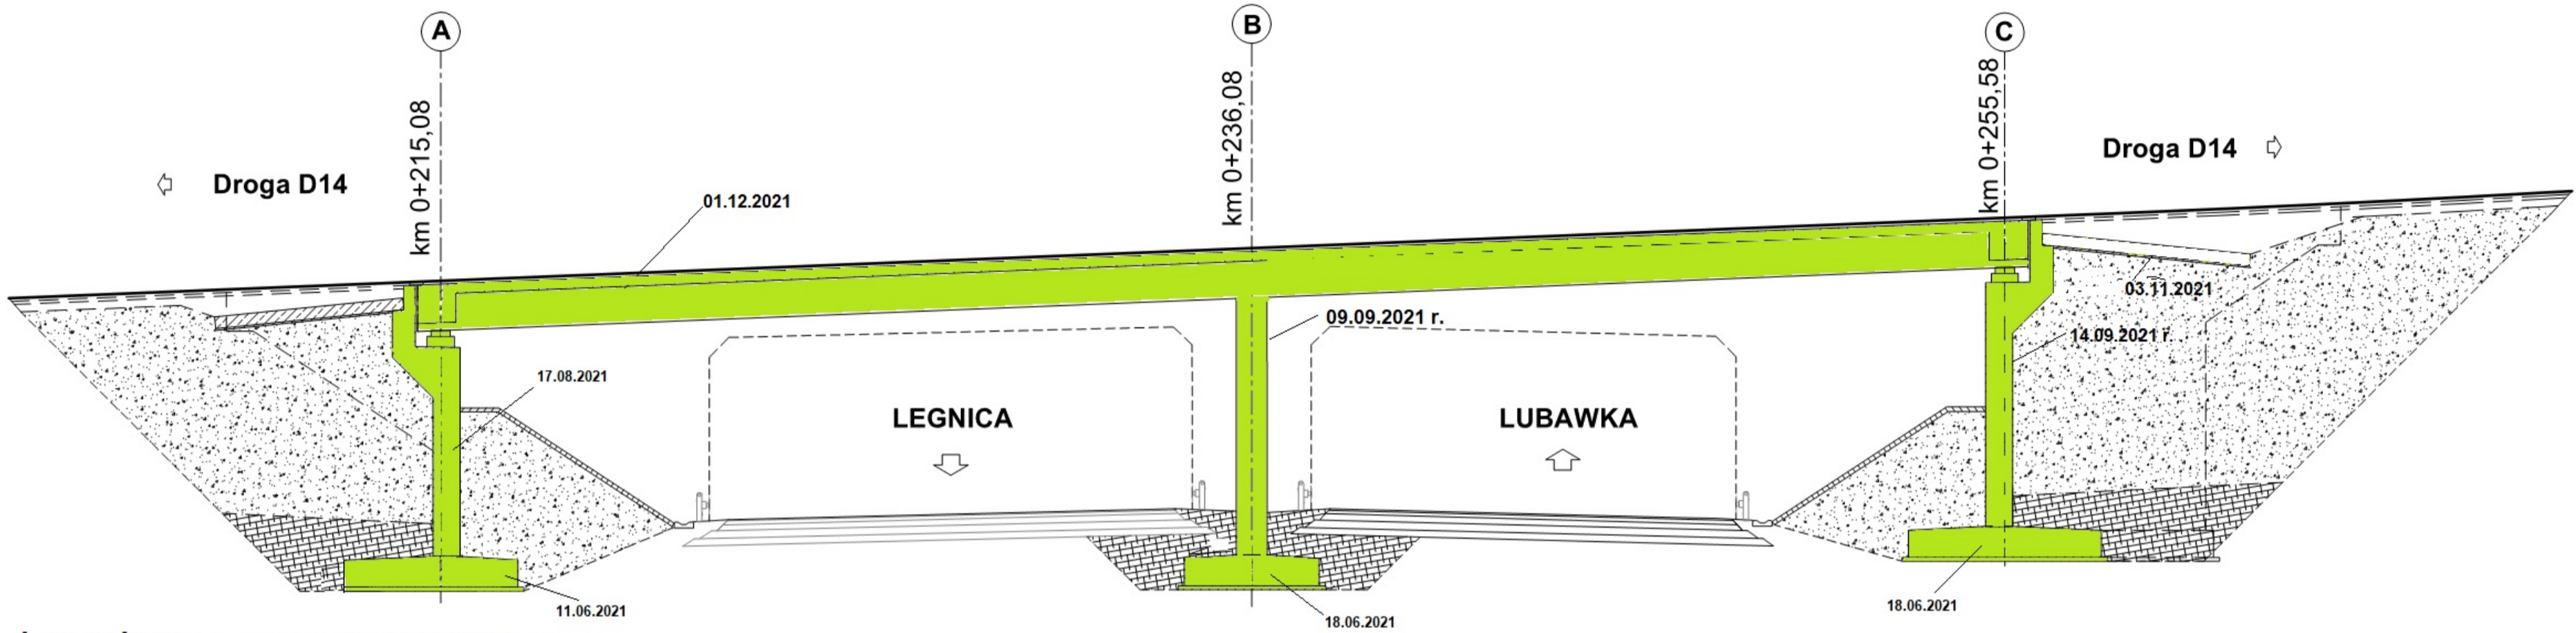 A
B
C
km 0+215,08
km 0+236,08
km 0+255,58
Droga D14
Droga D14
01.12.2021
03.11.2021
09.09.2021 r.
14.09.2021 r.
17.08.2021
LEGNICA
LUBAWKA
11.06.2021
18.06.2021
18.06.2021